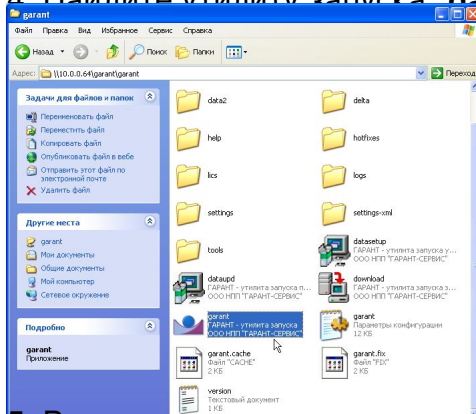 4. Найдите утилиту запуска
garant
Файл Правка Вид Избранное Сервис Справка
Назад Поиск Папки
Адрес: \\10.0.0.64\garant\garant Переход
Задачи для файлов и папок
Переименовать файл
Переместить файл
Копировать файл
Опубликовать файл в вебе
Отправить этот файл по
электронной почте
Удалить файл
Другие места
garant
Мои документы
Общие документы
Мой компьютер
Сетевое окружение
Подробно
garant
Приложение
data2
delta
help
hotfixes
lics
logs
settings
settings-xml
tools
datasetup
ГАРАНТ - утилита запуска у...
ООО НПП "ГАРАНТ-СЕРВИС"
dataupd
ГАРАНТ - утилита запуска п...
ООО НПП "ГАРАНТ-СЕРВИС"
download
ГАРАНТ - утилита запуска з...
ООО НПП "ГАРАНТ-СЕРВИС"
garant
ГАРАНТ - утилита запуска
ООО НПП "ГАРАНТ-СЕРВИС"
garant
Параметры конфигурации
12 КБ
garant.cache
Файл "CACHE"
2 КБ
garant.fix
Файл "FIX"
2 КБ
version
Текстовый документ
1 КБ